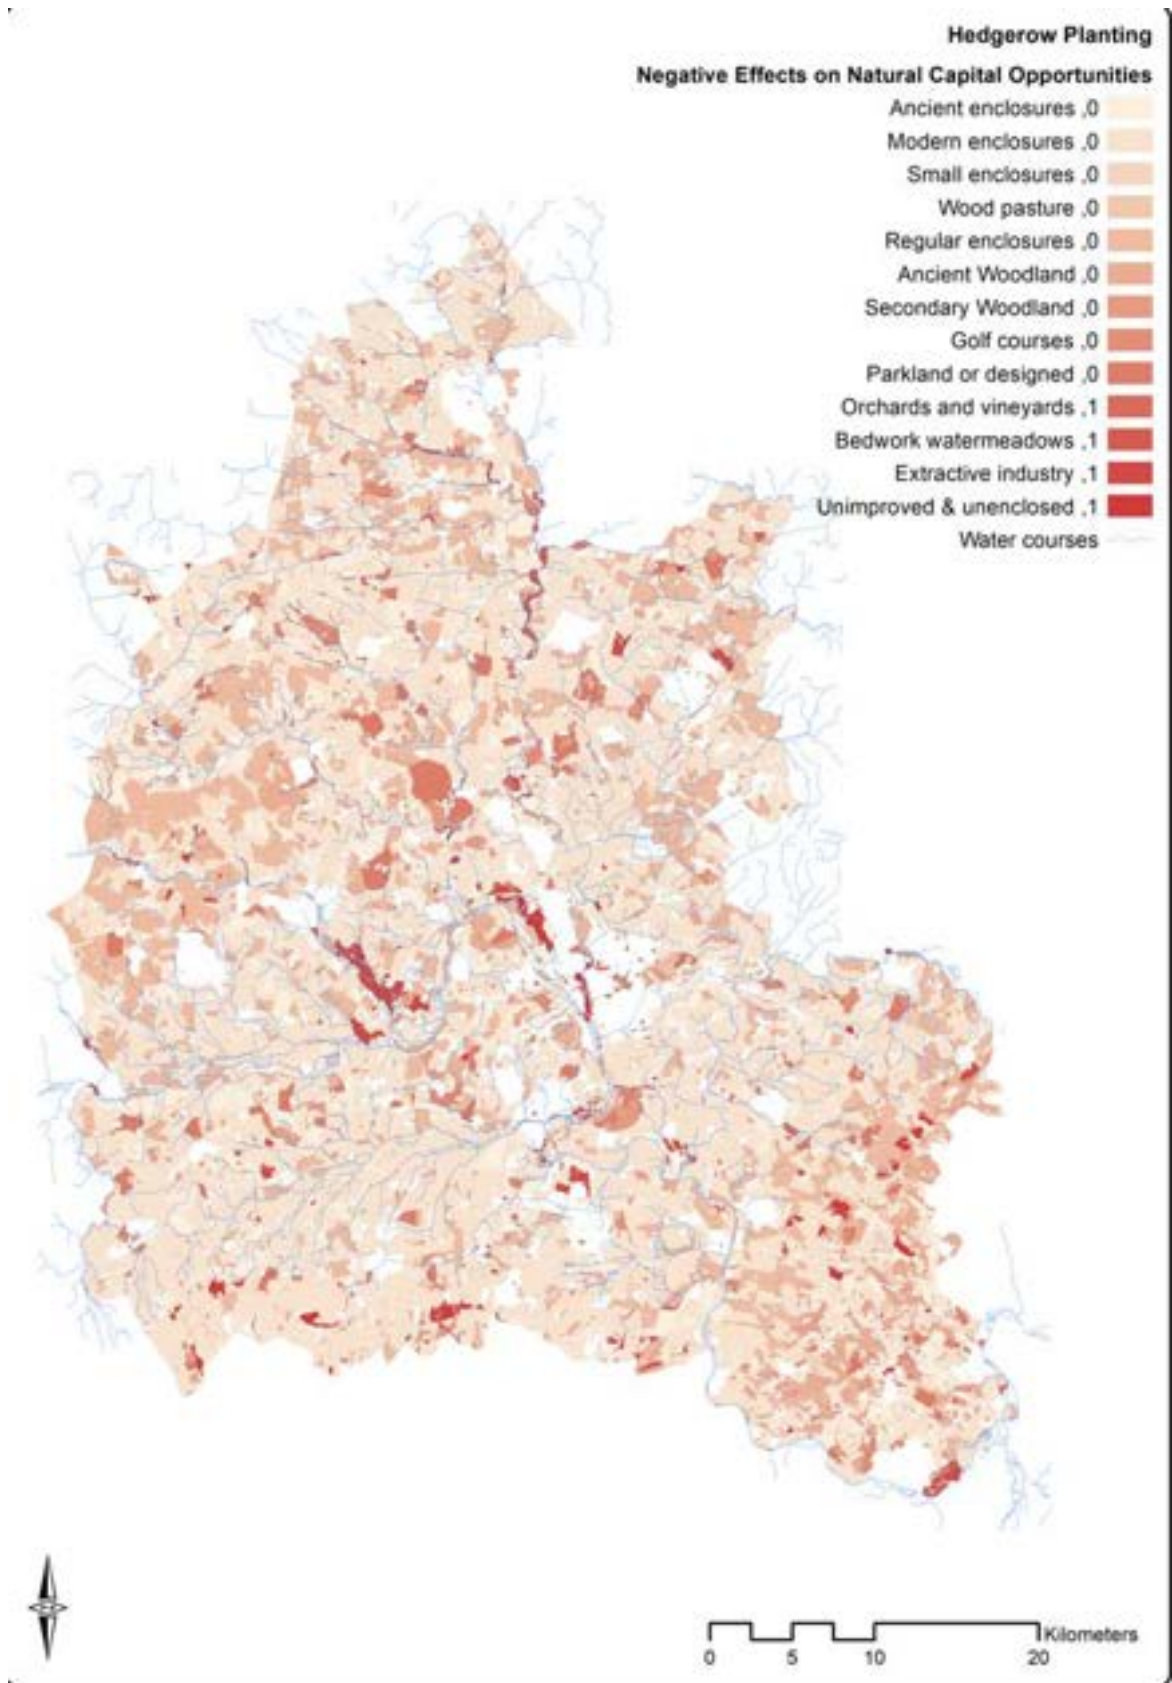 Hedgerow Planting
Negative Effects on Natural Capital Opportunities
Ancient enclosures ,0
Modern enclosures ,0
Small enclosures ,0
Wood pasture ,0
Regular enclosures ,0
Ancient Woodland ,0
Secondary Woodland ,0
Golf courses ,0
Parkland or designed ,0
Orchards and vineyards ,1
Bedwork watermeadows ,1
Extractive industry ,1
Unimproved & unenclosed ,1
Water courses
Kilometers
0 5 10 20